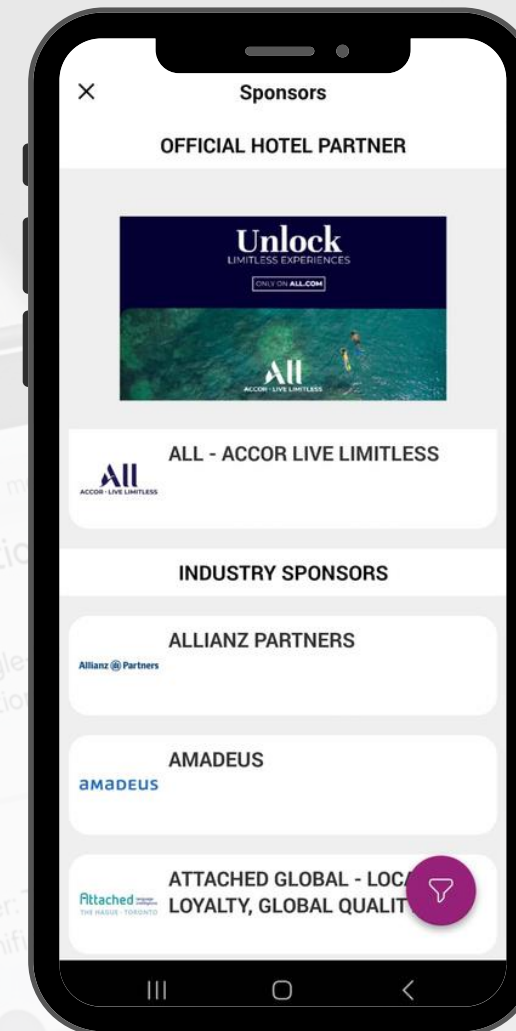 Sponsors
OFFICIAL HOTEL PARTNER
Unlock
LIMITLESS EXPERIENCES
ONLY ON ALL.COM
All
ACCOR · LIVE LIMITLESS
ALL - ACCOR LIVE LIMITLESS
All
ACCOR · LIVE LIMITLESS
INDUSTRY SPONSORS
ALLIANZ PARTNERS
Allianz Partners
AMADEUS
aMaDEUS
ATTACHED GLOBAL - LOCA
LOYALTY, GLOBAL QUALIT
Attached language intelligence
THE HAGUE · TORONTO